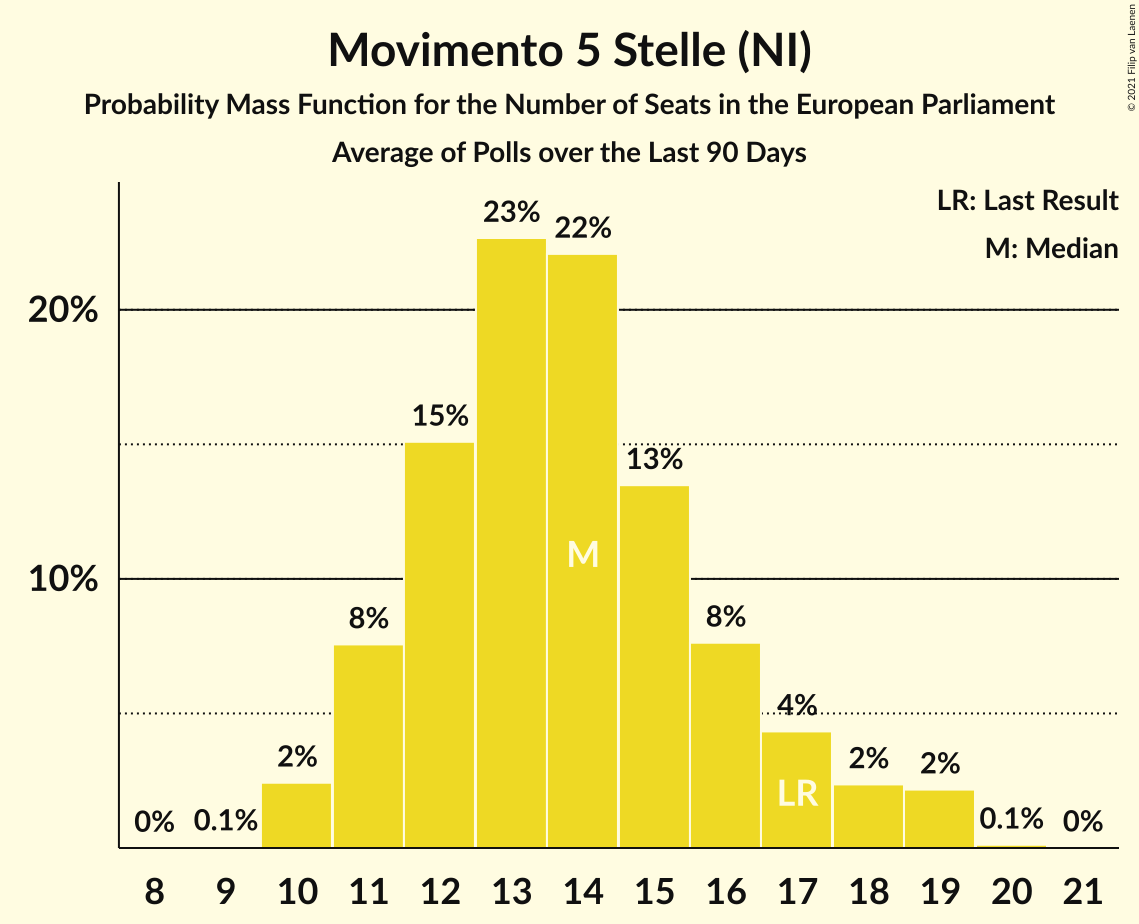 Movimento 5 Stelle (NI)
Probability Mass Function for the Number of Seats in the European Parliament
Average of Polls over the Last 90 Days
© 2021 Filip van Laenen
LR: Last Result
M: Median
20%
10%
0%
0.1%
2%
8%
15%
23%
22%
13%
8%
4%
2%
2%
0.1%
0%
M
LR
8 9 10 11 12 13 14 15 16 17 18 19 20 21